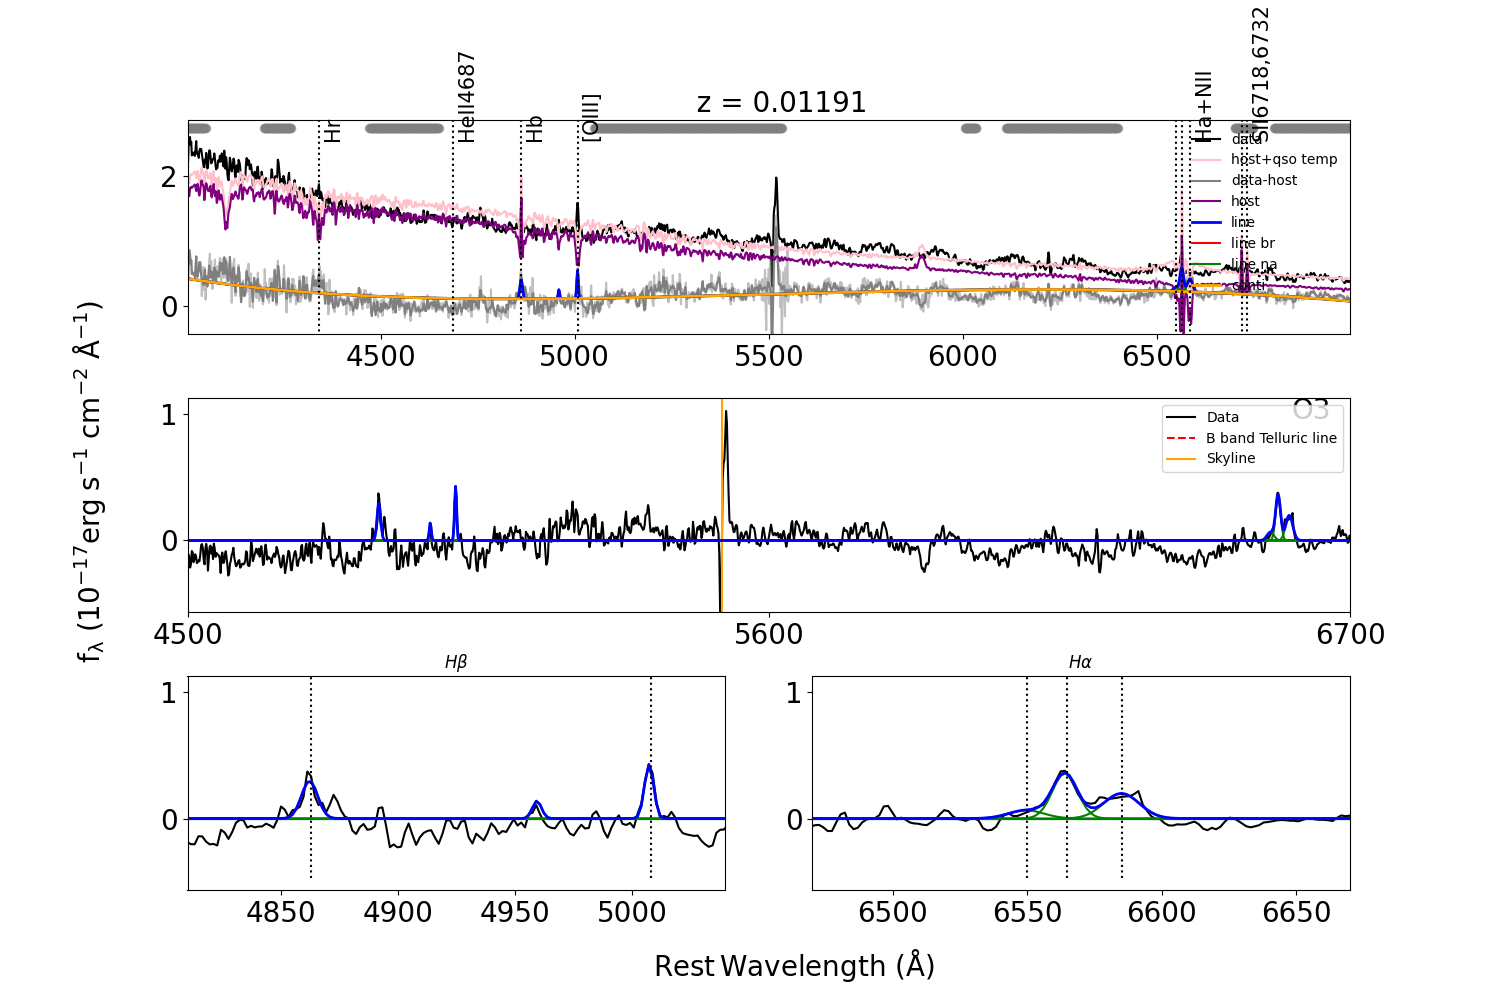 z = 0.01191
Hr
HeII4687
Hb
[OIII]
Ha+NII
SII6718,6732
data
host+qso temp
data-host
host
line
line br
line na
conti
2
0
4500
5000
5500
6000
6500
O3
Data
B band Telluric line
Skyline
1
0
4500
5600
6700
fλ (10⁻¹⁷erg s⁻¹ cm⁻² Å⁻¹)
Hβ
1
0
4850
4900
4950
5000
Hα
1
0
6500
6550
6600
6650
Rest Wavelength (Å)